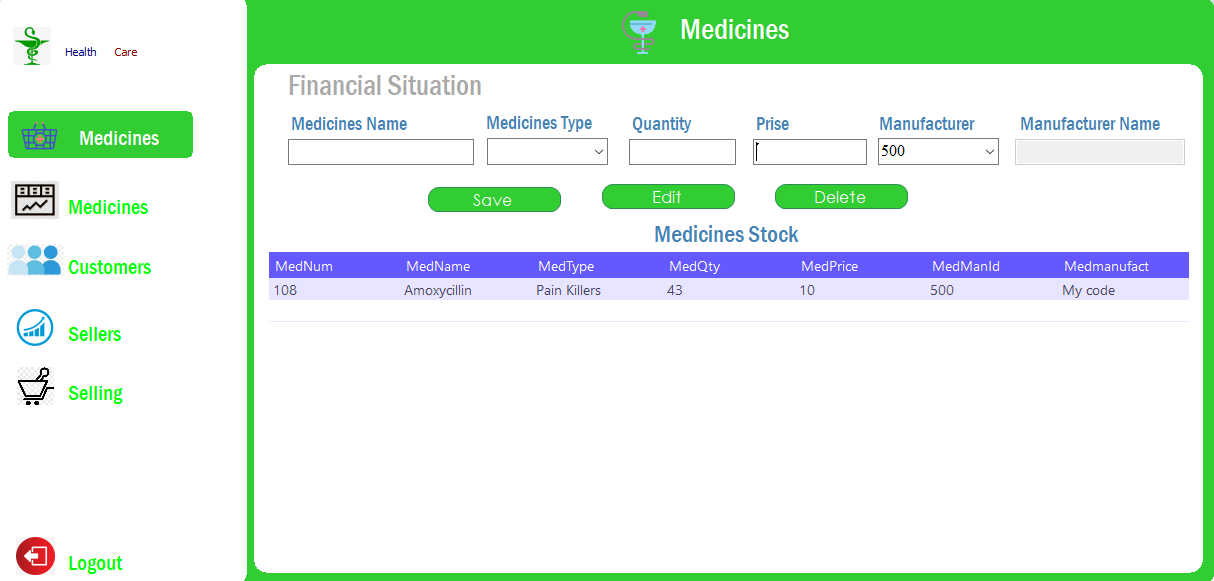 Health Care
Medicines
Medicines
Medicines
Customers
Sellers
Selling
Logout
Financial Situation
Medicines Name Medicines Type Quantity Prise Manufacturer Manufacturer Name
500
Save Edit Delete
Medicines Stock
MedNum MedName MedType MedQty MedPrice MedManId Medmanufact
108 Amoxycillin Pain Killers 43 10 500 My code